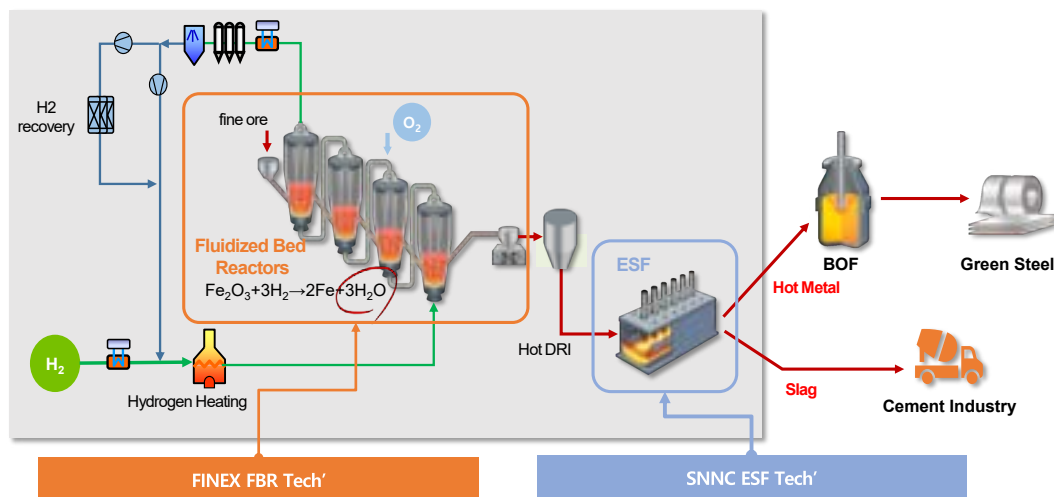 H2
recovery
fine ore
O₂
Fluidized Bed
Reactors
Fe₂O₃+3H₂→2Fe+3H₂O
H₂
Hydrogen Heating
Hot DRI
ESF
BOF
Green Steel
Hot Metal
Slag
Cement Industry
FINEX FBR Tech'
SNNC ESF Tech'